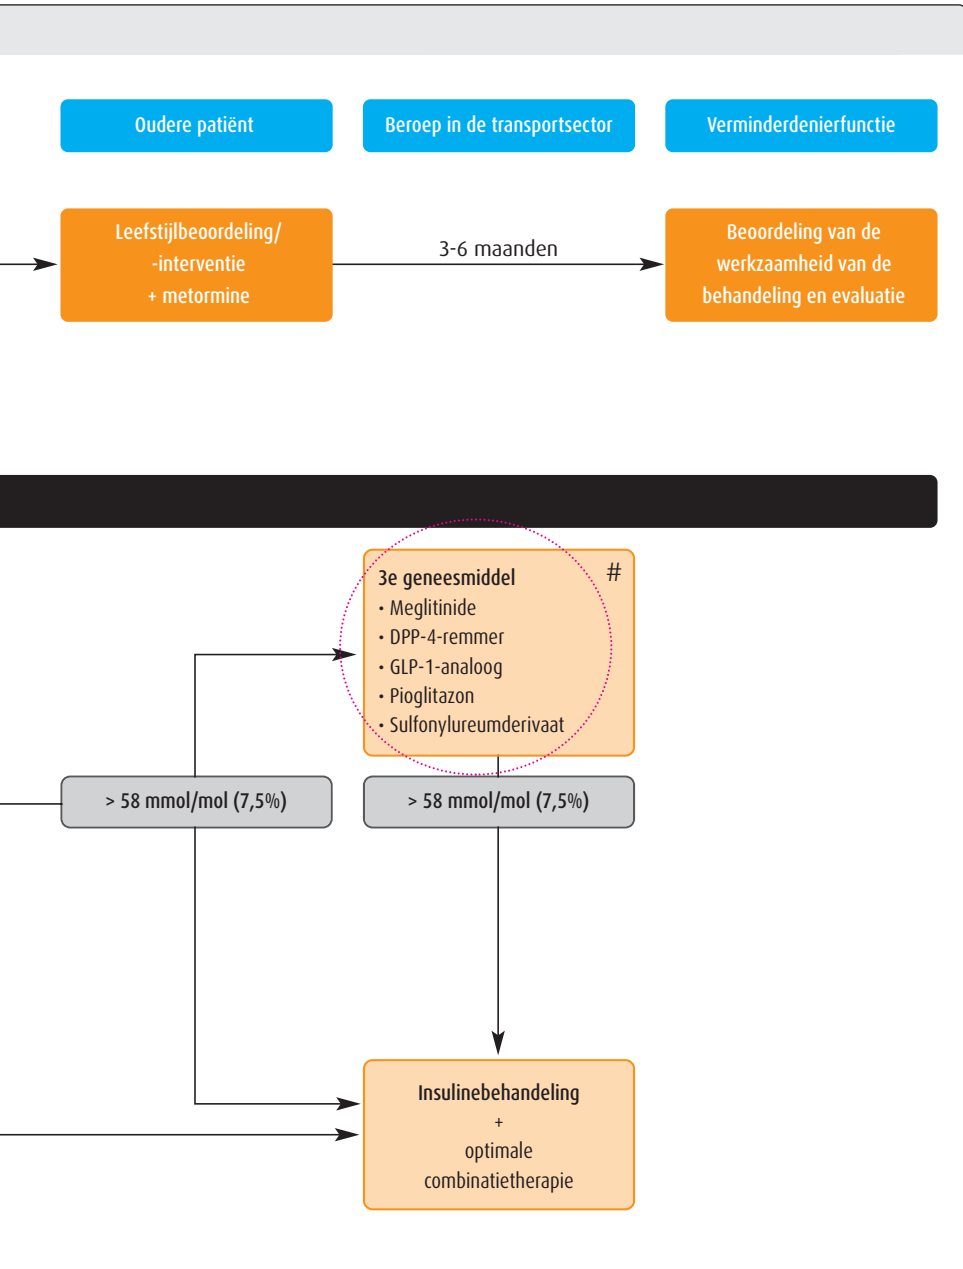 Oudere patiënt
Beroep in de transportsector
Verminderdenierfunctie
Leefstijlbeoordeling/
-interventie
+ metormine
3-6 maanden
Beoordeling van de
werkzaamheid van de
behandeling en evaluatie
3e geneesmiddel
#
• Meglitinide
• DPP-4-remmer
• GLP-1-analoog
• Pioglitazon
• Sulfonylureumderivaat
> 58 mmol/mol (7,5%)
> 58 mmol/mol (7,5%)
Insulinebehandeling
+
optimale
combinatietherapie